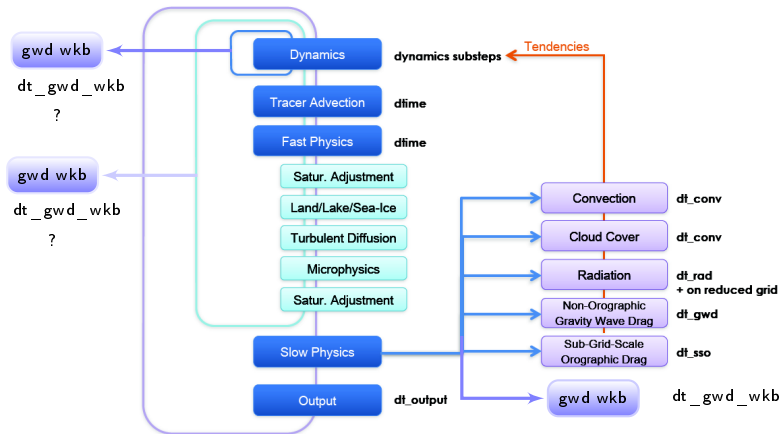 gwd wkb
dt_gwd_wkb
?
gwd wkb
dt_gwd_wkb
?
Dynamics
dynamics substeps
Tendencies
Tracer Advection
dtime
Fast Physics
dtime
Satur. Adjustment
Land/Lake/Sea-Ice
Turbulent Diffusion
Microphysics
Satur. Adjustment
Slow Physics
Output
dt_output
Convection
dt_conv
Cloud Cover
dt_conv
Radiation
dt_rad
+ on reduced grid
Non-Orographic
Gravity Wave Drag
dt_gwd
Sub-Grid-Scale
Orographic Drag
dt_sso
gwd wkb
dt_gwd_wkb